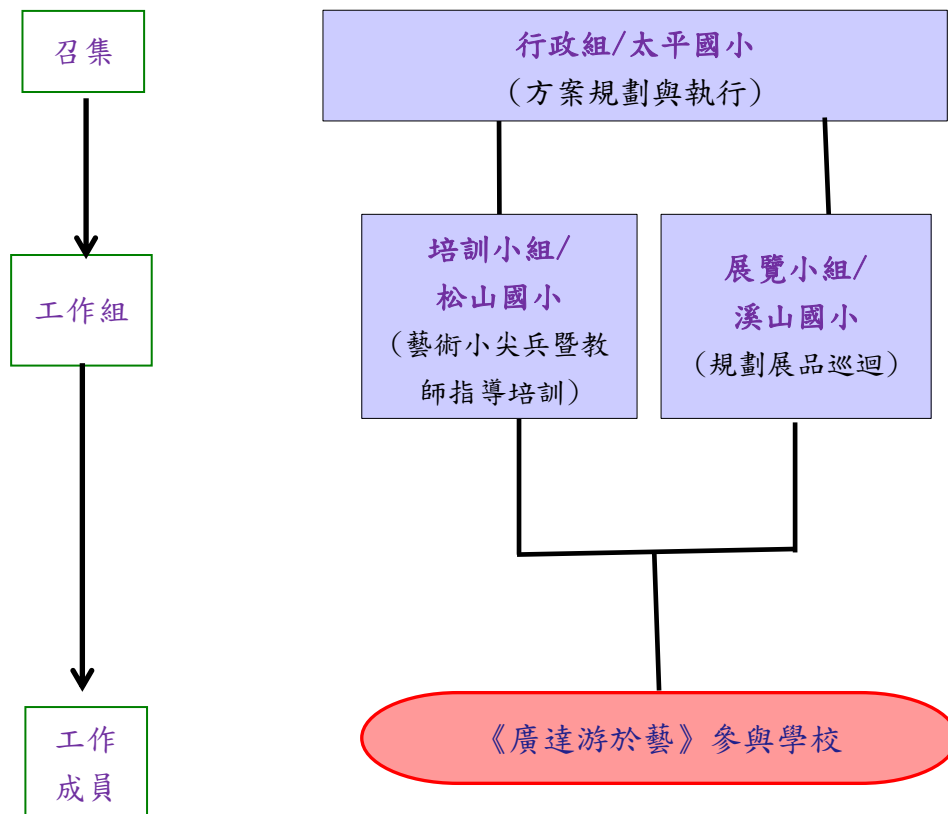 召集
行政組/太平國小
（方案規劃與執行）
工作組
培訓小組/
松山國小
（藝術小尖兵暨教
師指導培訓）
展覽小組/
溪山國小
（規劃展品巡迴）
工作
成員
《廣達游於藝》參與學校